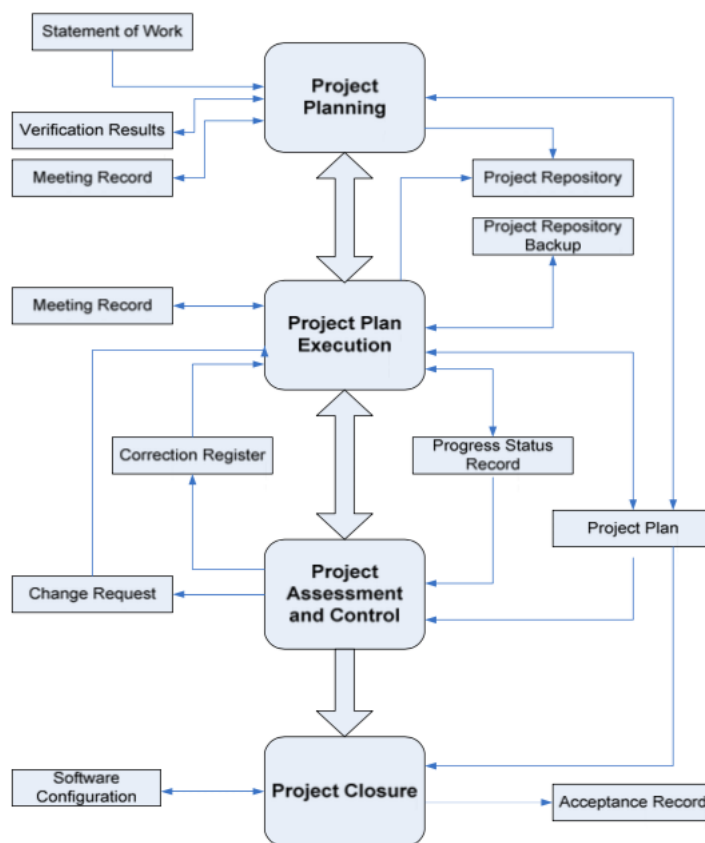 Statement of Work
Project
Planning
Verification Results
Meeting Record
Project Repository
Project Repository
Backup
Meeting Record
Project Plan
Execution
Correction Register
Progress Status
Record
Project Plan
Project
Assessment
and Control
Change Request
Project Closure
Software
Configuration
Acceptance Record